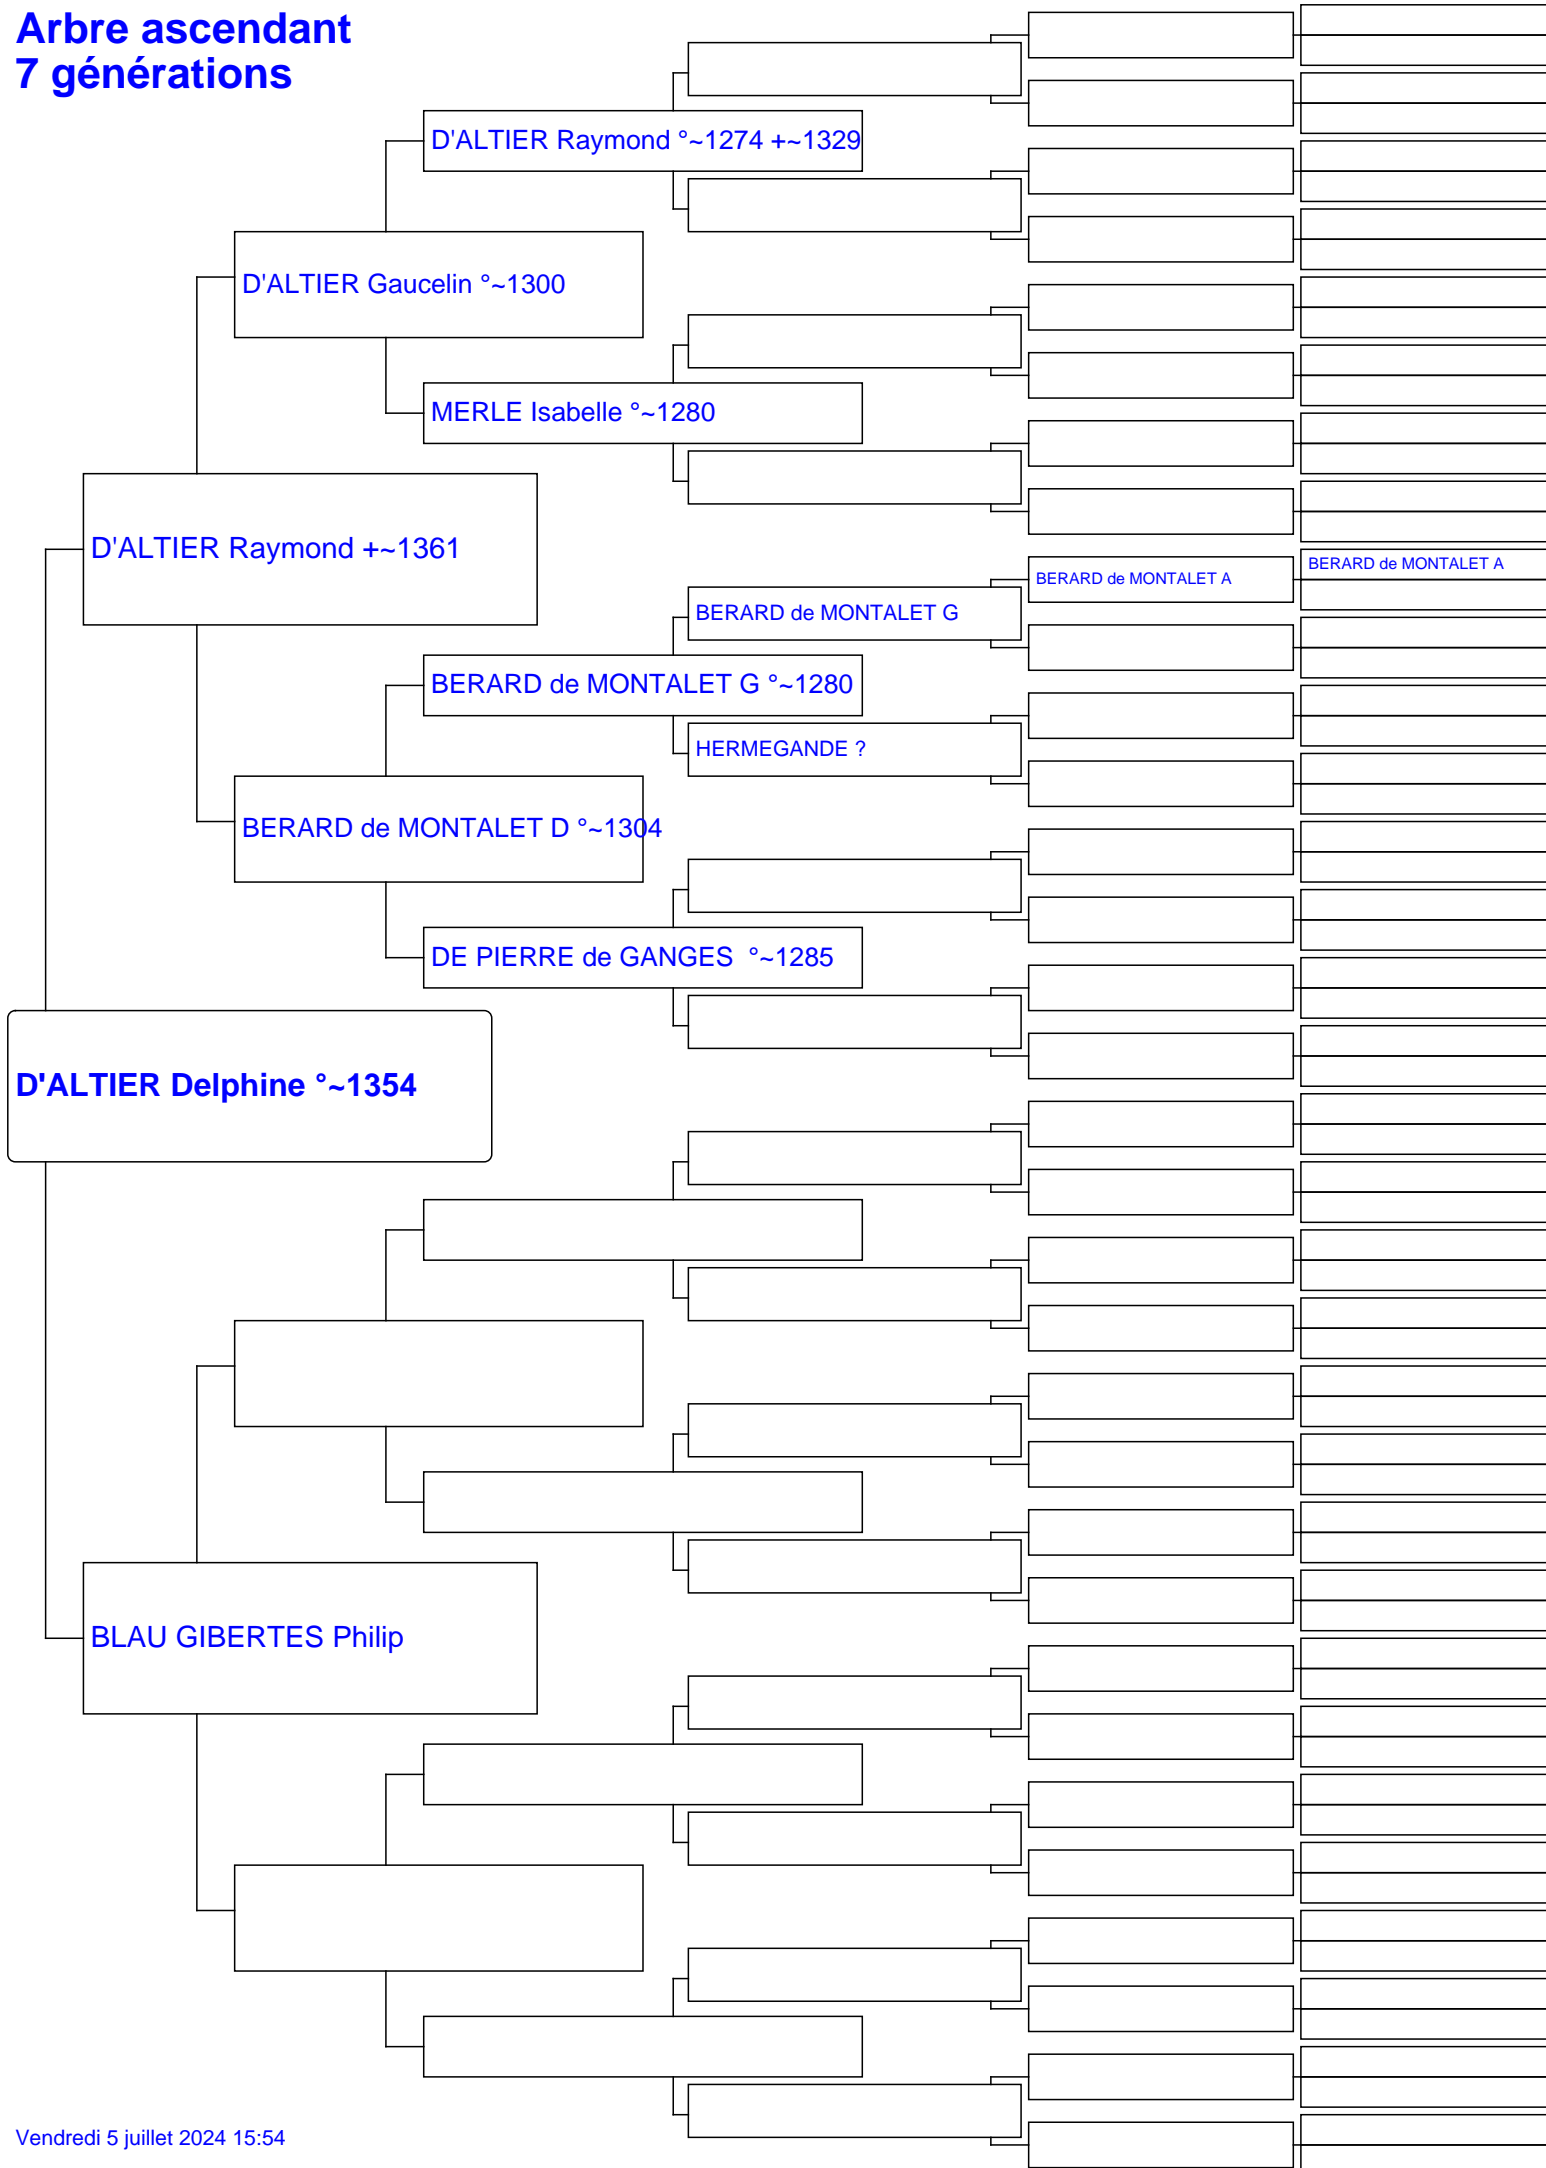 Arbre ascendant
7 générations
D'ALTIER Raymond °~1274 +~1329
D'ALTIER Gaucelin °~1300
MERLE Isabelle °~1280
D'ALTIER Raymond +~1361
BERARD de MONTALET A
BERARD de MONTALET A
BERARD de MONTALET G
BERARD de MONTALET G °~1280
HERMEGANDE ?
BERARD de MONTALET D °~1304
DE PIERRE de GANGES  °~1285
D'ALTIER Delphine °~1354
BLAU GIBERTES Philip
Vendredi 5 juillet 2024 15:54